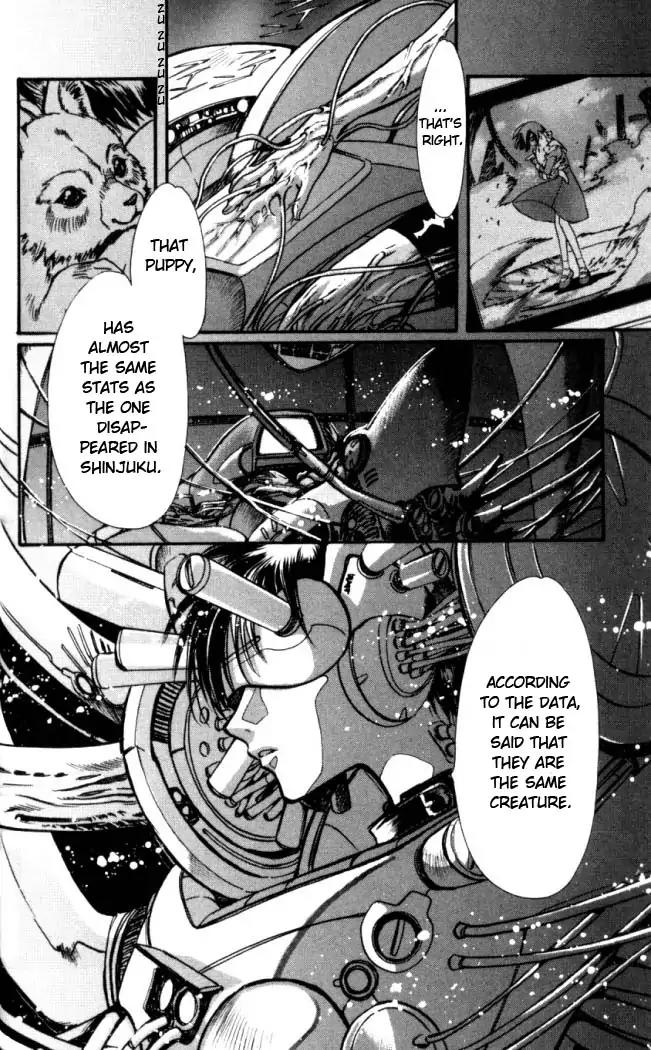 ...
THAT'S
RIGHT.
ZU ZU ZU ZU ZU
THAT
PUPPY,
HAS
ALMOST
THE SAME
STATS AS
THE ONE
DISAP-
PEARED IN
SHINJUKU.
ACCORDING
TO THE DATA,
IT CAN BE
SAID THAT
THEY ARE
THE SAME
CREATURE.